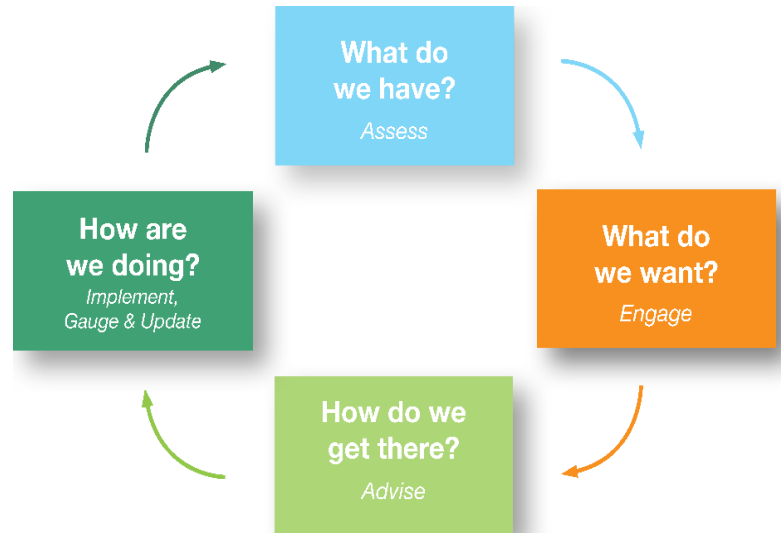 What do
we have?
Assess
What do
we want?
Engage
How do we
get there?
Advise
How are
we doing?
Implement,
Gauge & Update